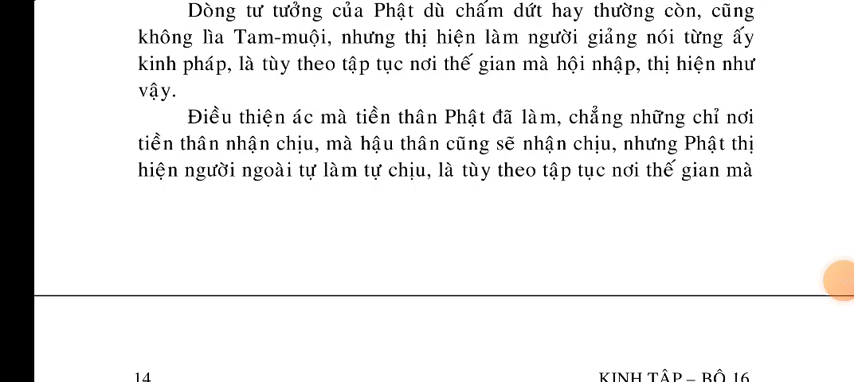 Dòng tư tưởng của Phật dù chấm dứt hay thường còn, cũng
không lìa Tam-muội, nhưng thị hiện làm người giảng nói từng ấy
kinh pháp, là tùy theo tập tục nơi thế gian mà hội nhập, thị hiện như
vậy.
Điều thiện ác mà tiền thân Phật đã làm, chẳng những chỉ nơi
tiền thân nhận chịu, mà hậu thân cũng sẽ nhận chịu, nhưng Phật thị
hiện người ngoài tự làm tự chịu, là tùy theo tập tục nơi thế gian mà
14 KINH TẬP – BỘ 16